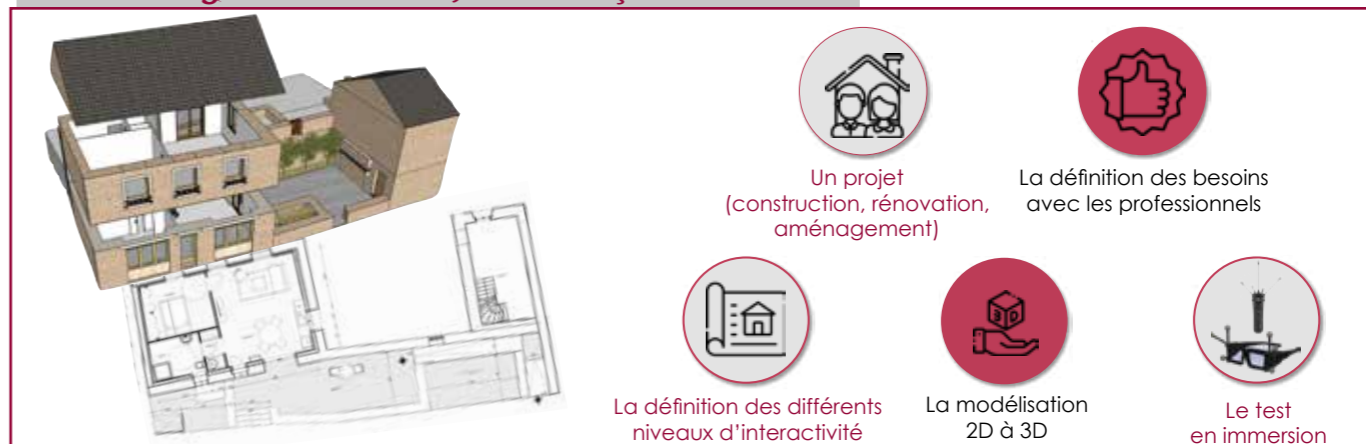 Un projet
(construction, rénovation,
aménagement)
La définition des besoins
avec les professionnels
3D
La définition des différents
niveaux d'interactivité
La modélisation
2D à 3D
Le test
en immersion